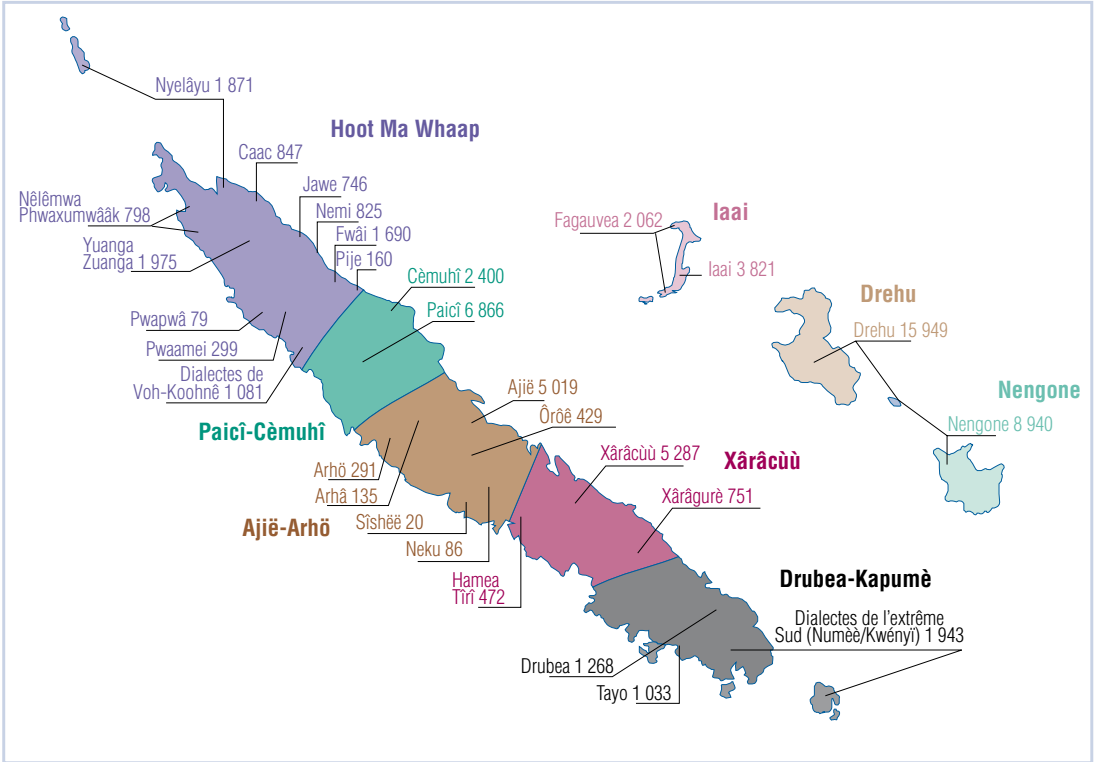 Nyelâyu 1 871
Hoot Ma Whaap
Caac 847
Jawe 746
Nêlêmwa
Phwaxumwââk 798
Nemi 825
Yuanga
Zuanga 1 975
Fwâi 1 690
Pije 160
Pwapwâ 79
Pwaamei 299
Dialectes de
Voh-Koohnê 1 081
Cèmuhî 2 400
Paicî 6 866
Paicî-Cèmuhî
Iaai
Fagauvea 2 062
Iaai 3 821
Drehu
Drehu 15 949
Nengone
Nengone 8 940
Ajië 5 019
Ôrôê 429
Arhö 291
Arhâ 135
Ajië-Arhö
Sîshëë 20
Neku 86
Xârâcùù 5 287
Xârâcùù
Xârâgurè 751
Hamea
Tîrî 472
Drubea-Kapumè
Dialectes de l'extrême
Sud (Numèè/Kwényï) 1 943
Drubea 1 268
Tayo 1 033